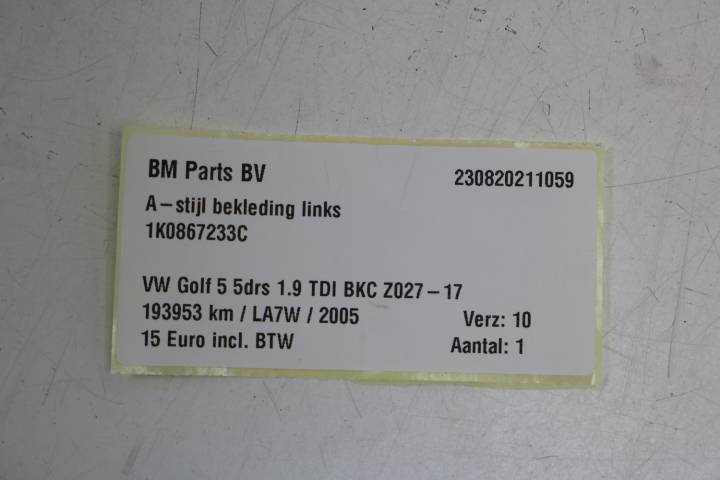 BM Parts BV 230820211059
A-stijl bekleding links
1K0867233C
VW Golf 5 5drs 1.9 TDI BKC Z027-17
193953 km / LA7W / 2005 Verz: 10
15 Euro incl. BTW Aantal: 1